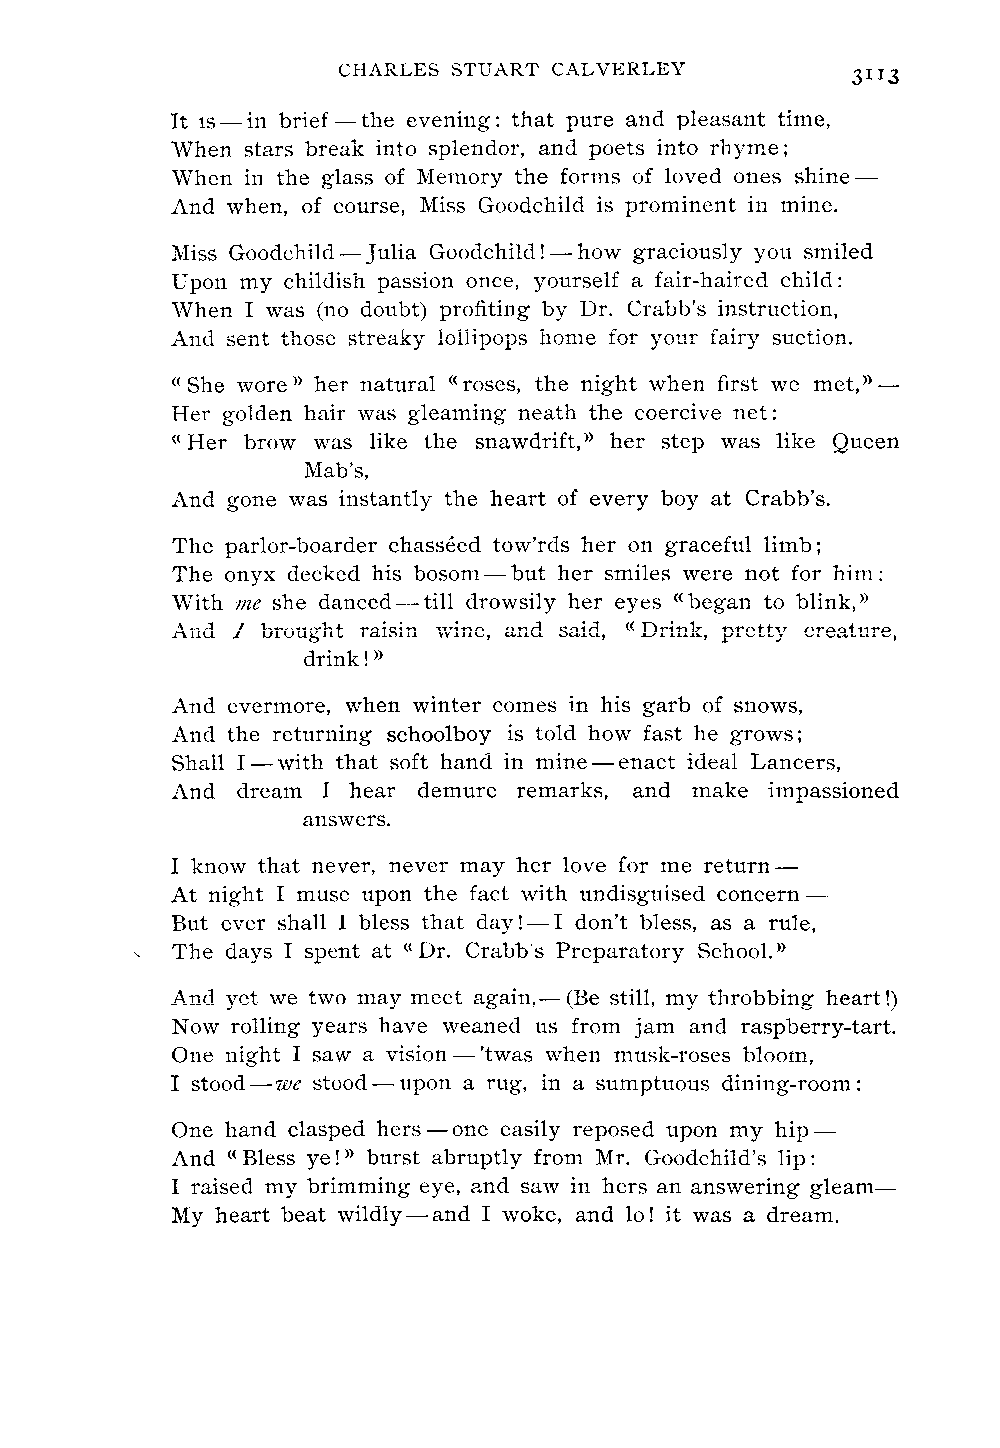 CHARLES STUART CALVERLEY 3113
It is — in brief — the evening: that pure and pleasant time,
When stars break into splendor, and poets into rhyme;
When in the glass of Memory the forms of loved ones shine —
And when, of course, Miss Goodchild is prominent in mine.
Miss Goodchild — Julia Goodchild! — how graciously you smiled
Upon my childish passion once, yourself a fair-haired child:
When I was (no doubt) profiting by Dr. Crabb's instruction,
And sent those streaky lollipops home for your fairy suction.
« She wore » her natural « roses, the night when first we met, » —
Her golden hair was gleaming neath the coercive net:
« Her brow was like the snawdrift, » her step was like Queen
Mab's,
And gone was instantly the heart of every boy at Crabb's.
The parlor-boarder chasséed tow'rds her on graceful limb;
The onyx decked his bosom — but her smiles were not for him:
With me she danced — till drowsily her eyes « began to blink, »
And I brought raisin wine, and said, « Drink, pretty creature,
drink! »
And evermore, when winter comes in his garb of snows,
And the returning schoolboy is told how fast he grows;
Shall I — with that soft hand in mine — enact ideal Lancers,
And dream I hear demure remarks, and make impassioned
answers.
I know that never, never may her love for me return —
At night I muse upon the fact with undisguised concern —
But ever shall I bless that day! — I don't bless, as a rule,
The days I spent at « Dr. Crabb's Preparatory School. »
And yet we two may meet again, — (Be still, my throbbing heart!)
Now rolling years have weaned us from jam and raspberry-tart.
One night I saw a vision — 'twas when musk-roses bloom,
I stood — we stood — upon a rug, in a sumptuous dining-room:
One hand clasped hers — one easily reposed upon my hip —
And « Bless ye! » burst abruptly from Mr. Goodchild's lip:
I raised my brimming eye, and saw in hers an answering gleam —
My heart beat wildly — and I woke, and lo! it was a dream.